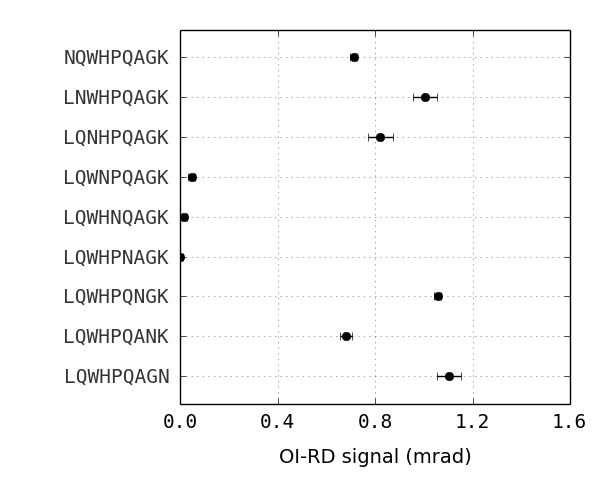 NQWHPQAGK
LNWHPQAGK
LQNHPQAGK
LQWNPQAGK
LQWHNQAGK
LQWHPNAGK
LQWHPQNGK
LQWHPQANK
LQWHPQAGN
0.0 0.4 0.8 1.2 1.6
OI-RD signal (mrad)